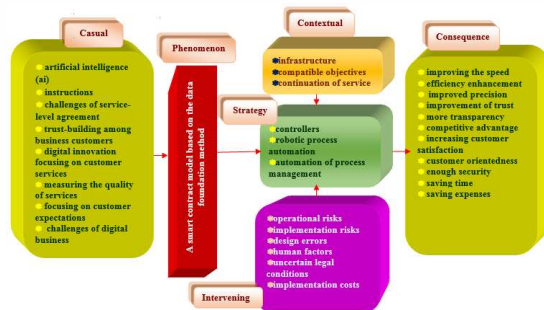 Casual
artificial intelligence
(ai)
instructions
challenges of service-
level agreement
trust-building among
business customers
digital innovation
focusing on customer
services
measuring the quality
of services
focusing on customer
expectations
challenges of digital
business
Phenomenon
A smart contract model based on the data
foundation method
Contextual
infrastructure
compatible objectives
continuation of service
Strategy
controllers
robotic process
automation
automation of process
management
operational risks
implementation risks
design errors
human factors
uncertain legal
conditions
implementation costs
Intervening
Consequence
improving the speed
efficiency enhancement
improved precision
improvement of trust
more transparency
competitive advantage
increasing customer
satisfaction
customer orientedness
enough security
saving time
saving expenses